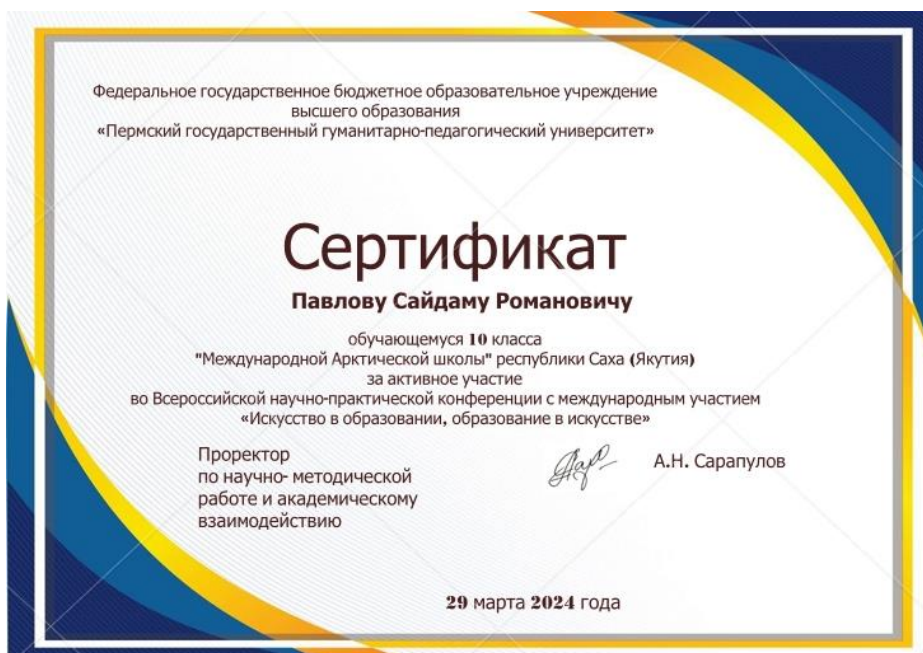 Федеральное государственное бюджетное образовательное учреждение
высшего образования
«Пермский государственный гуманитарно-педагогический университет»
Сертификат
Павлову Сайдаму Романовичу
обучающемуся 10 класса
"Международной Арктической школы" республики Саха (Якутия)
за активное участие
во Всероссийской научно-практической конференции с международным участием
«Искусство в образовании, образование в искусстве»
Проректор
по научно- методической
работе и академическому
взаимодействию
А.Н. Сарапулов
29 марта 2024 года